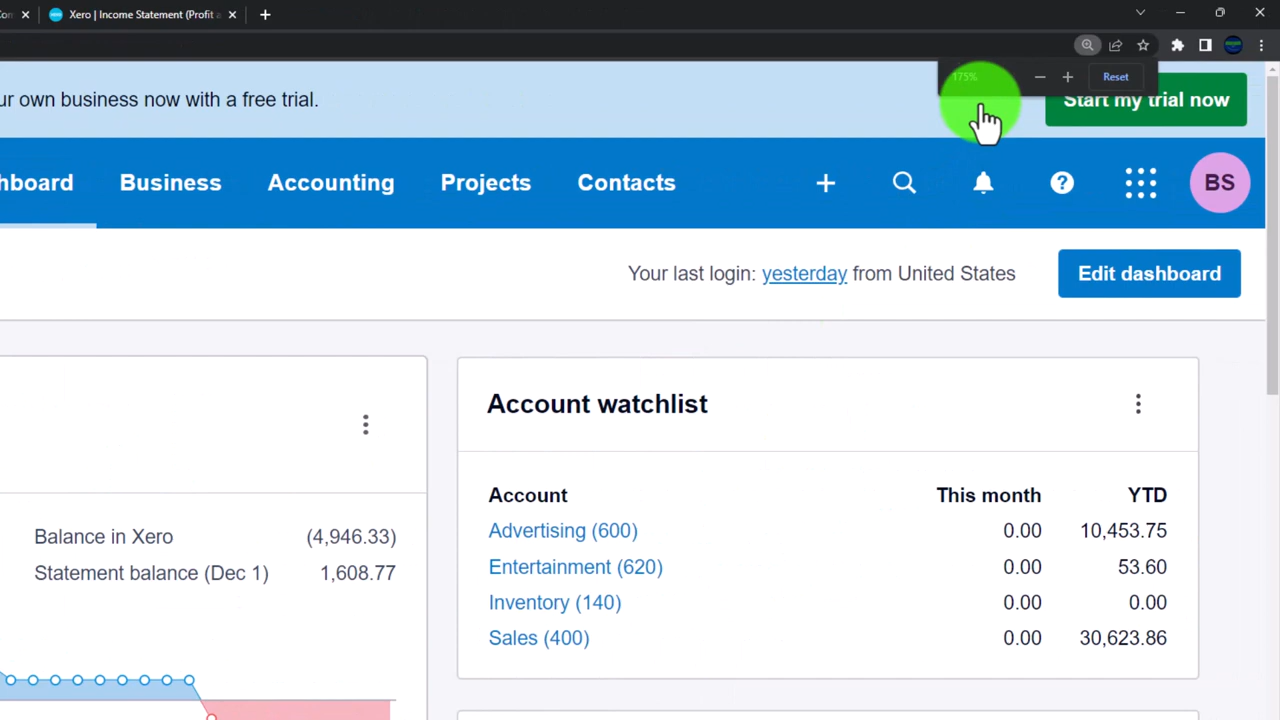 Xero | Income Statement (Profit a
175%
Reset
ur own business now with a free trial.
Start my trial now
hboard
Business
Accounting
Projects
Contacts
BS
Your last login: yesterday from United States
Edit dashboard
Account watchlist
Account This month YTD
Balance in Xero (4,946.33)
Advertising (600) 0.00 10,453.75
Statement balance (Dec 1) 1,608.77
Entertainment (620) 0.00 53.60
Inventory (140) 0.00 0.00
Sales (400) 0.00 30,623.86